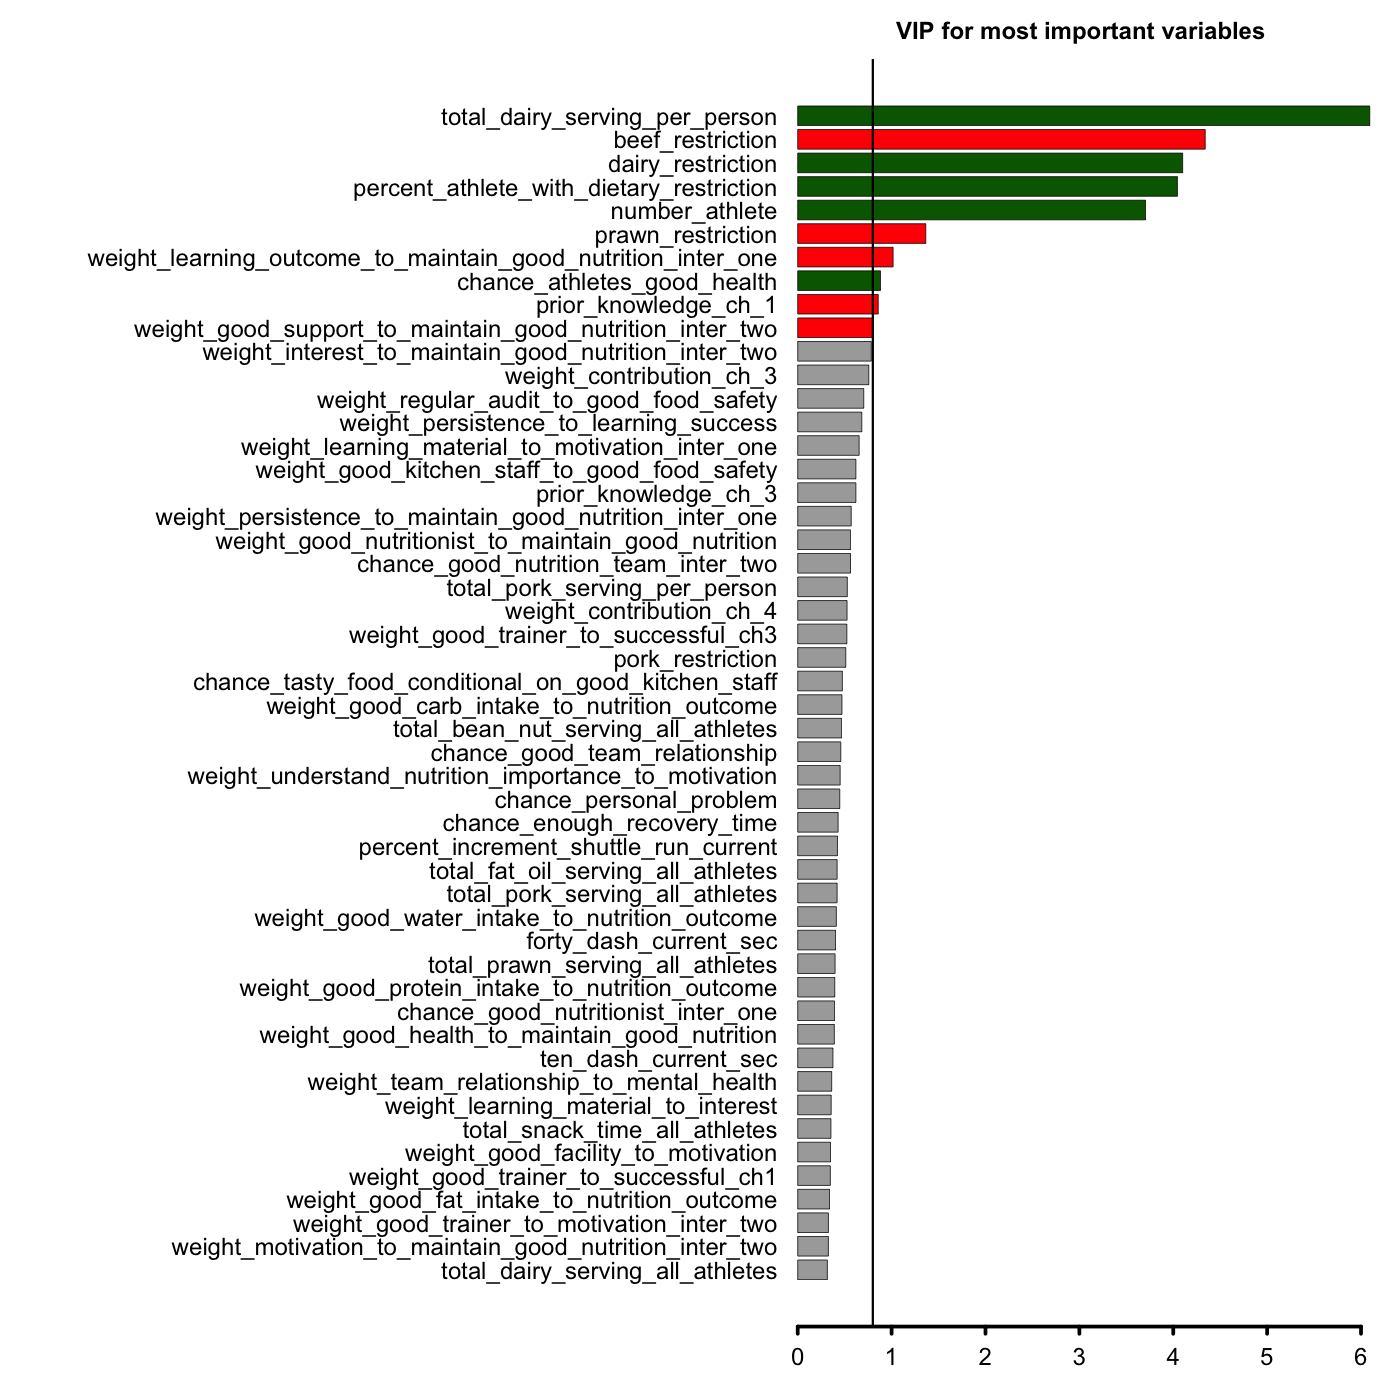 VIP for most important variables
total_dairy_serving_per_person
beef_restriction
dairy_restriction
percent_athlete_with_dietary_restriction
number_athlete
prawn_restriction
weight_learning_outcome_to_maintain_good_nutrition_inter_one
chance_athletes_good_health
prior_knowledge_ch_1
weight_good_support_to_maintain_good_nutrition_inter_two
weight_interest_to_maintain_good_nutrition_inter_two
weight_contribution_ch_3
weight_regular_audit_to_good_food_safety
weight_persistence_to_learning_success
weight_learning_material_to_motivation_inter_one
weight_good_kitchen_staff_to_good_food_safety
prior_knowledge_ch_3
weight_persistence_to_maintain_good_nutrition_inter_one
weight_good_nutritionist_to_maintain_good_nutrition
chance_good_nutrition_team_inter_two
total_pork_serving_per_person
weight_contribution_ch_4
weight_good_trainer_to_successful_ch3
pork_restriction
chance_tasty_food_conditional_on_good_kitchen_staff
weight_good_carb_intake_to_nutrition_outcome
total_bean_nut_serving_all_athletes
chance_good_team_relationship
weight_understand_nutrition_importance_to_motivation
chance_personal_problem
chance_enough_recovery_time
percent_increment_shuttle_run_current
total_fat_oil_serving_all_athletes
total_pork_serving_all_athletes
weight_good_water_intake_to_nutrition_outcome
forty_dash_current_sec
total_prawn_serving_all_athletes
weight_good_protein_intake_to_nutrition_outcome
chance_good_nutritionist_inter_one
weight_good_health_to_maintain_good_nutrition
ten_dash_current_sec
weight_team_relationship_to_mental_health
weight_learning_material_to_interest
total_snack_time_all_athletes
weight_good_facility_to_motivation
weight_good_trainer_to_successful_ch1
weight_good_fat_intake_to_nutrition_outcome
weight_good_trainer_to_motivation_inter_two
weight_motivation_to_maintain_good_nutrition_inter_two
total_dairy_serving_all_athletes
0 1 2 3 4 5 6